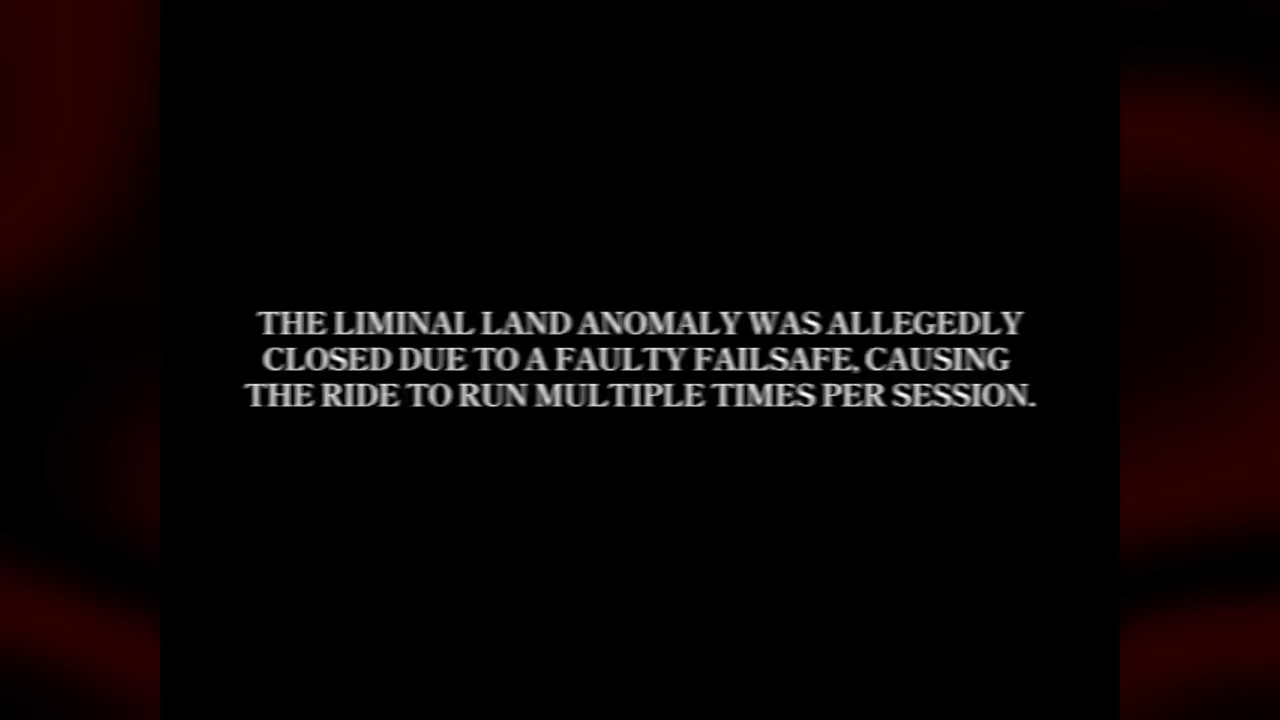 THE LIMINAL LAND ANOMALY WAS ALLEGEDLY
CLOSED DUE TO A FAULTY FAILSAFE, CAUSING
THE RIDE TO RUN MULTIPLE TIMES PER SESSION.